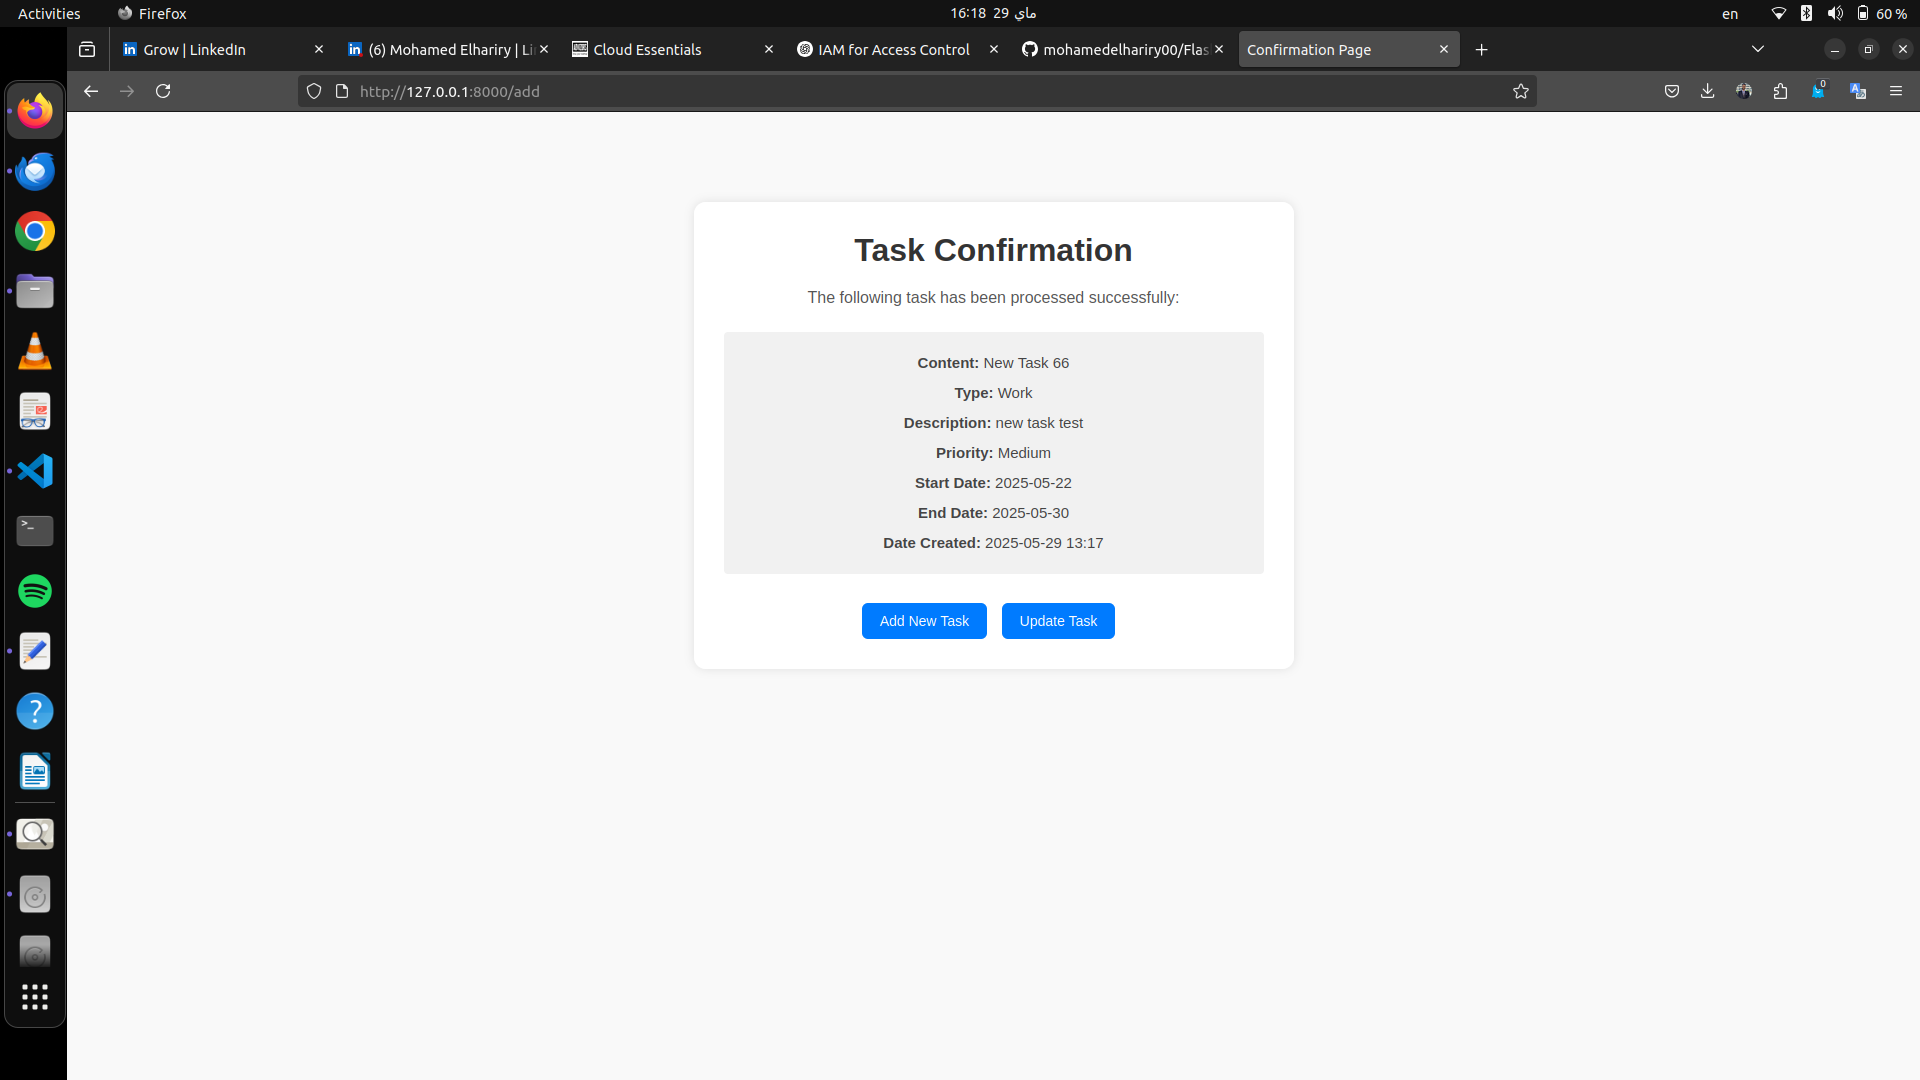 Activities
Firefox
16:18 29 ماي
en
60 %
Grow | LinkedIn
(6) Mohamed Elhariry | Li
Cloud Essentials
IAM for Access Control
mohamedelhariry00/Flas
Confirmation Page
http://127.0.0.1:8000/add
0
Task Confirmation
The following task has been processed successfully:
Content: New Task 66
Type: Work
Description: new task test
Priority: Medium
Start Date: 2025-05-22
End Date: 2025-05-30
Date Created: 2025-05-29 13:17
Add New Task
Update Task